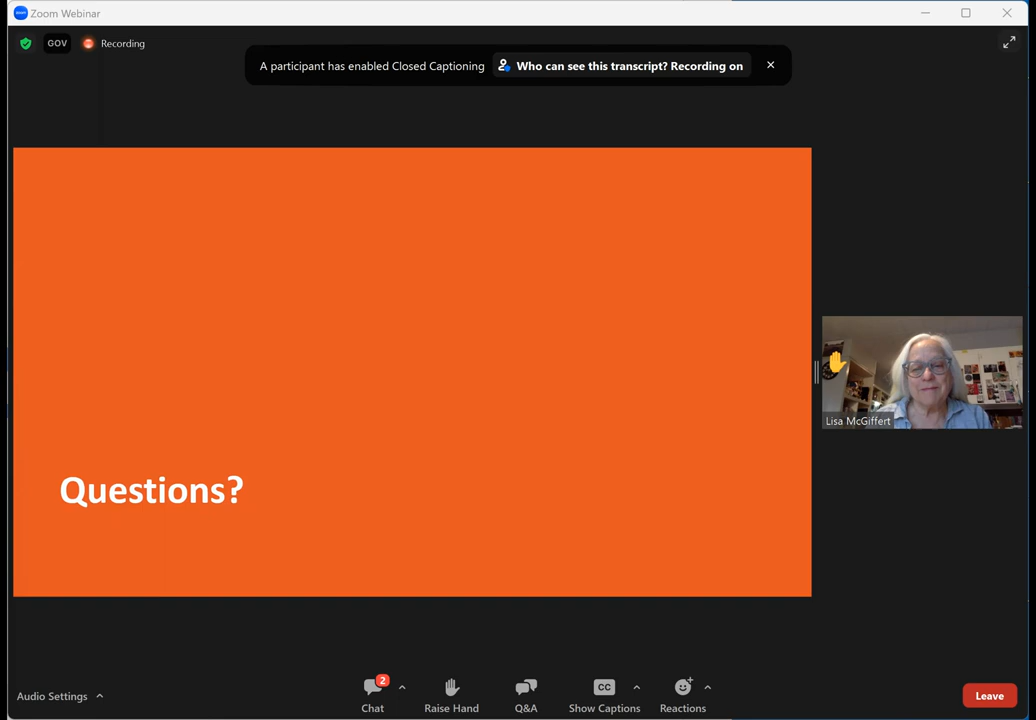 Zoom Webinar
GOV
Recording
A participant has enabled Closed Captioning
Who can see this transcript? Recording on
Questions?
Lisa McGiffert
Audio Settings
2
Chat
Raise Hand
Q&A
CC
Show Captions
Reactions
Leave